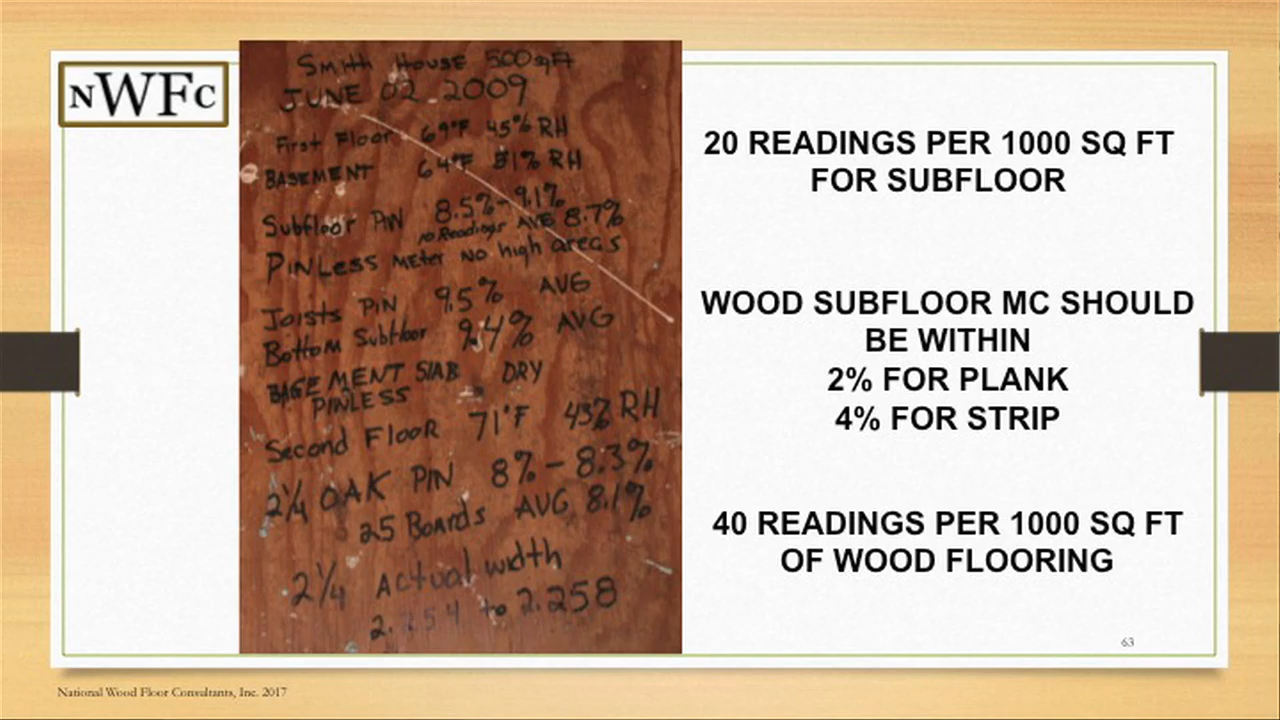 NWFC
Smith House 500 sq ft
JUNE 02 2009
First Floor 69°F 45% RH
BASEMENT 64°F 51% RH
Subfloor PIN 8.5% - 9.1%
10 Readings AVE 8.7%
PINLess METer No high areas
Joists PIN 9.5% AVG
Bottom Subfloor 9.4% AVG
BASEMENT SlAB DRY
PINLESS
Second Floor 71°F 43% RH
2¼ OAK PIN 8% - 8.3%
25 Boards AVG 8.1%
2¼ Actual width
2.254 to 2.258
20 READINGS PER 1000 SQ FT
FOR SUBFLOOR
WOOD SUBFLOOR MC SHOULD
BE WITHIN
2% FOR PLANK
4% FOR STRIP
40 READINGS PER 1000 SQ FT
OF WOOD FLOORING
63
National Wood Floor Consultants, Inc. 2017